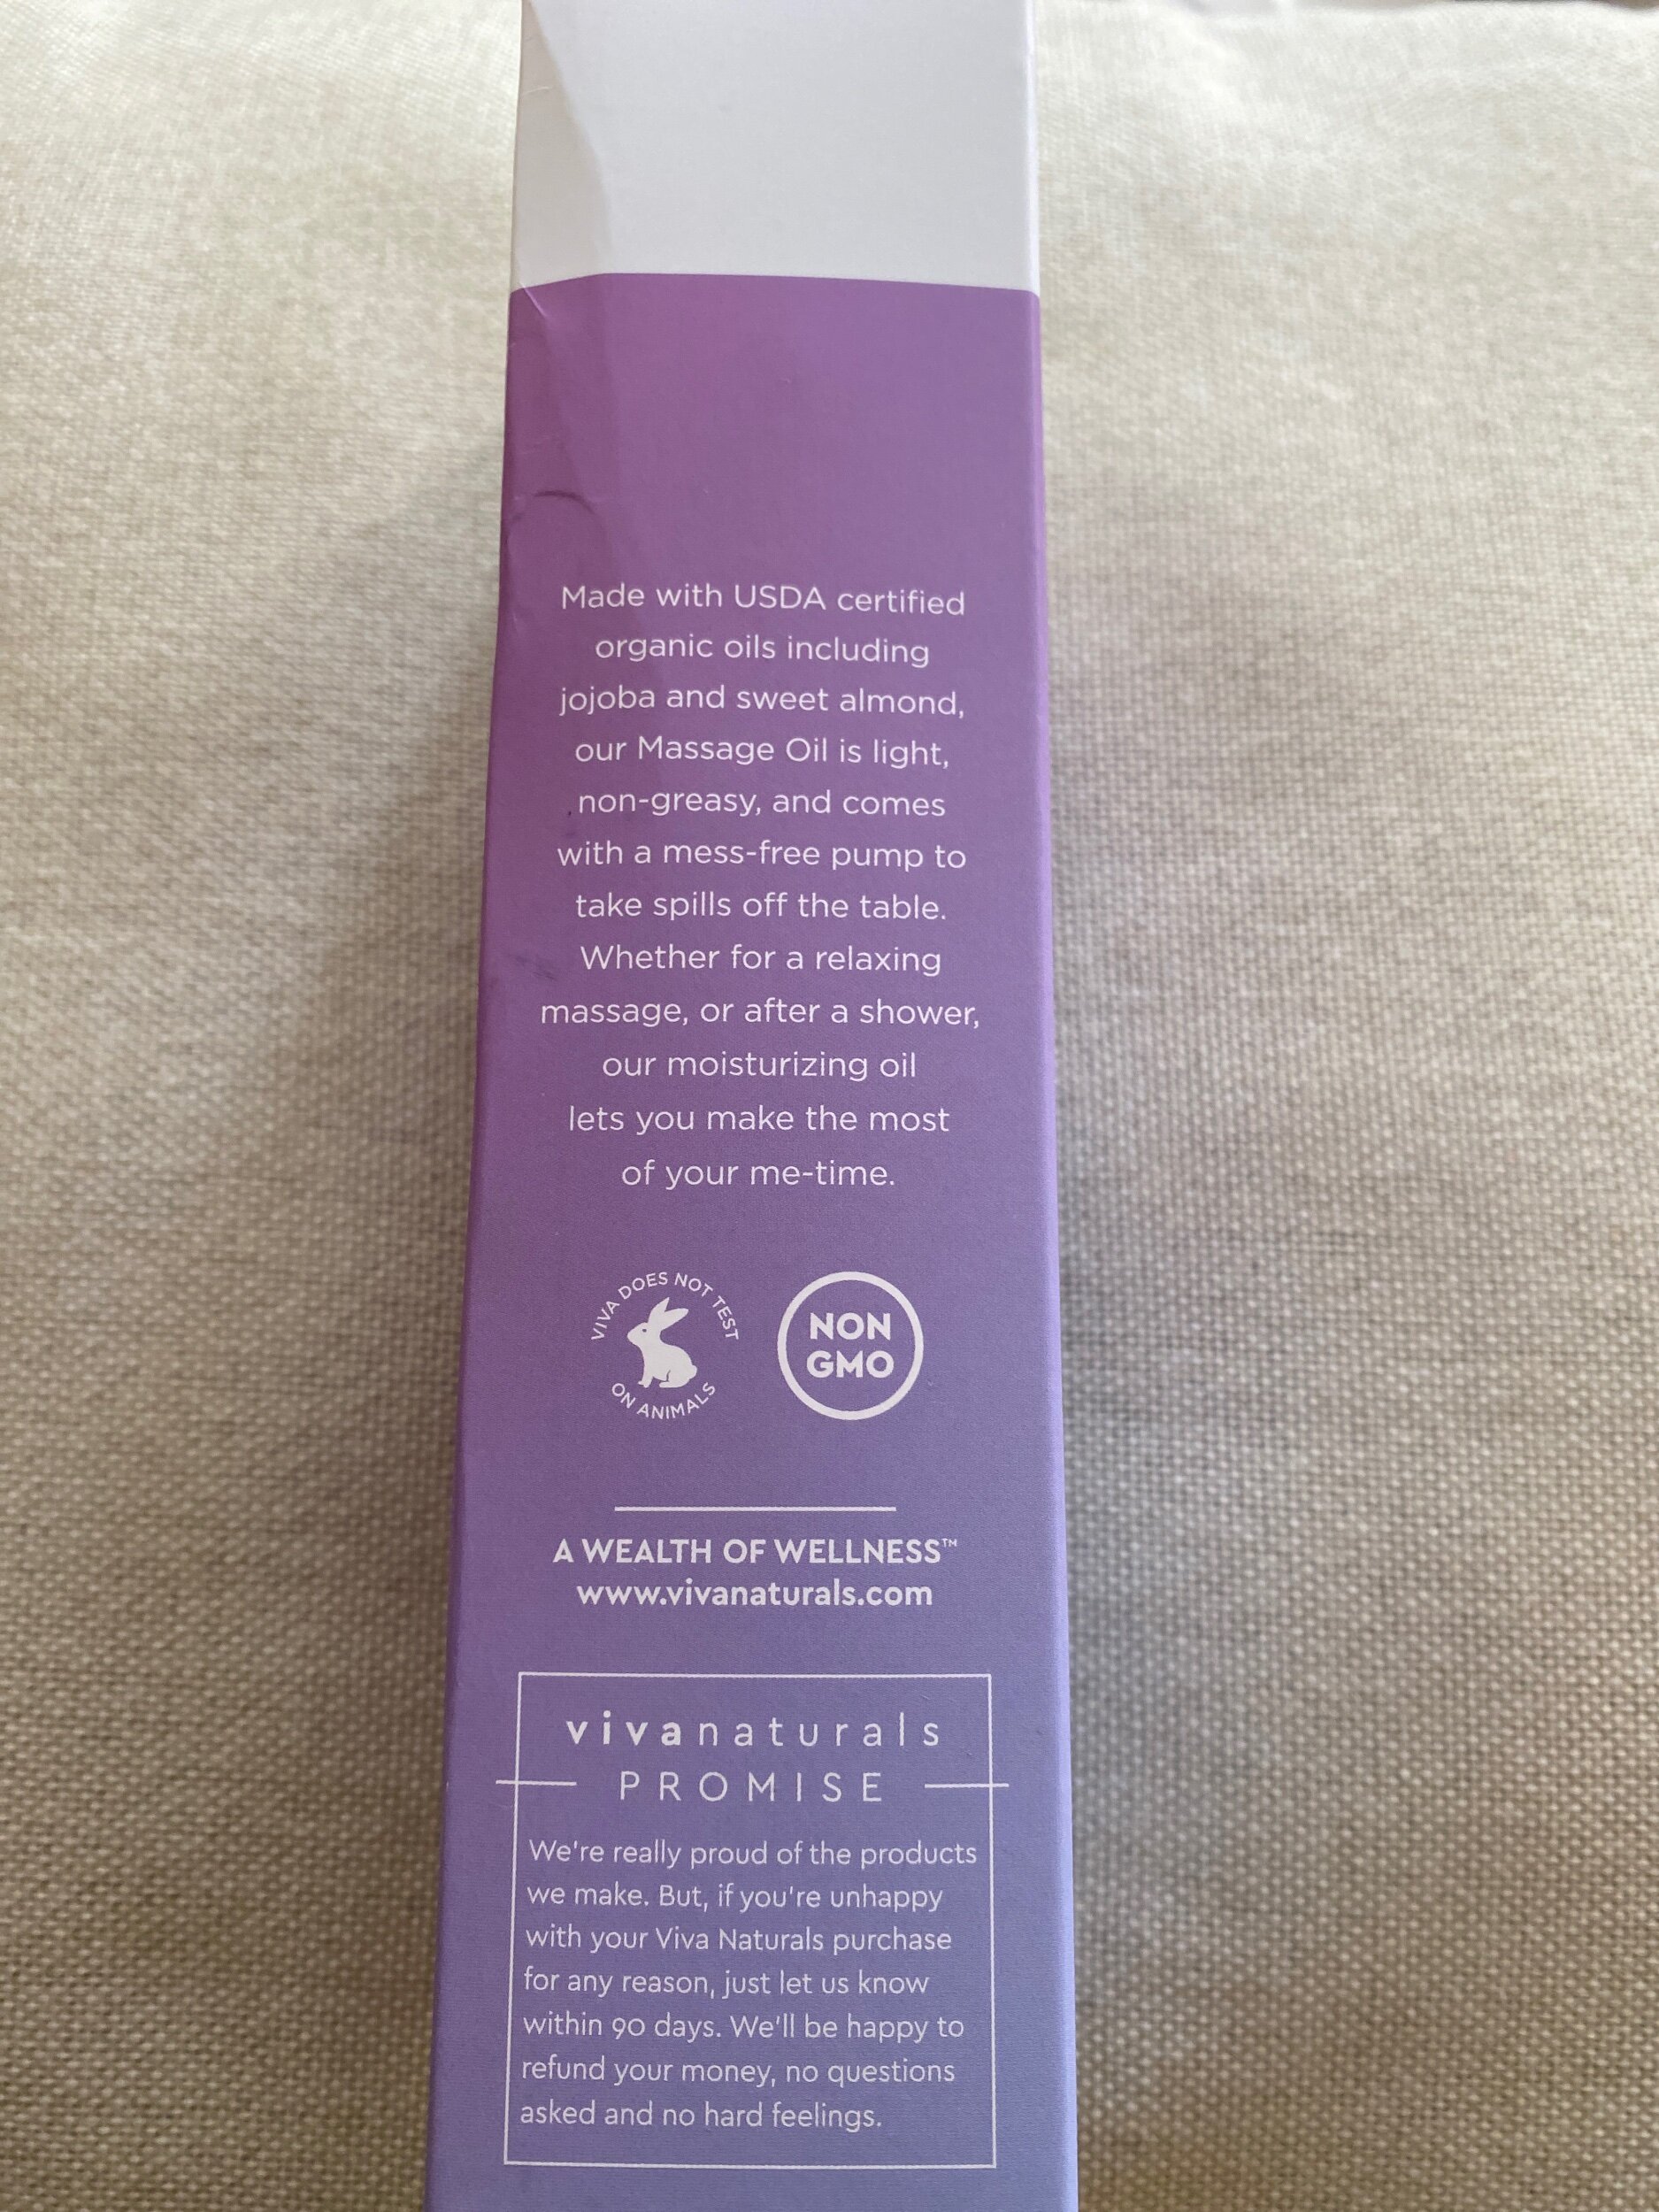 Made with USDA certified
organic oils including
jojoba and sweet almond,
our Massage Oil is light,
non-greasy, and comes
with a mess-free pump to
take spills off the table.
Whether for a relaxing
massage, or after a shower,
our moisturizing oil
lets you make the most
of your me-time.
VIVA DOES NOT TEST
ON ANIMALS
NON
GMO
A WEALTH OF WELLNESS™
www.vivanaturals.com
vivanaturals
PROMISE
We're really proud of the products
we make. But, if you're unhappy
with your Viva Naturals purchase
for any reason, just let us know
within 90 days. We'll be happy to
refund your money, no questions
asked and no hard feelings.